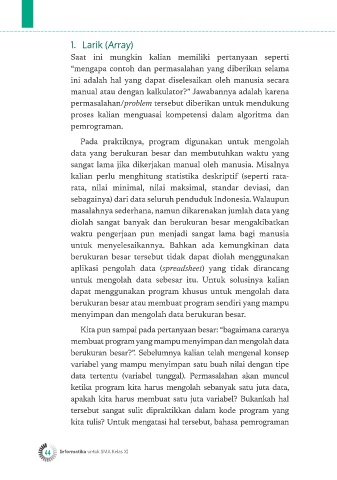 1. Larik (Array)
Saat ini mungkin kalian memiliki pertanyaan seperti
“mengapa contoh dan permasalahan yang diberikan selama
ini adalah hal yang dapat diselesaikan oleh manusia secara
manual atau dengan kalkulator?” Jawabannya adalah karena
permasalahan/problem tersebut diberikan untuk mendukung
proses kalian menguasai kompetensi dalam algoritma dan
pemrograman.
Pada praktiknya, program digunakan untuk mengolah
data yang berukuran besar dan membutuhkan waktu yang
sangat lama jika dikerjakan manual oleh manusia. Misalnya
kalian perlu menghitung statistika deskriptif (seperti rata-
rata, nilai minimal, nilai maksimal, standar deviasi, dan
sebagainya) dari data seluruh penduduk Indonesia. Walaupun
masalahnya sederhana, namun dikarenakan jumlah data yang
diolah sangat banyak dan berukuran besar mengakibatkan
waktu pengerjaan pun menjadi sangat lama bagi manusia
untuk menyelesaikannya. Bahkan ada kemungkinan data
berukuran besar tersebut tidak dapat diolah menggunakan
aplikasi pengolah data (spreadsheet) yang tidak dirancang
untuk mengolah data sebesar itu. Untuk solusinya kalian
dapat menggunakan program khusus untuk mengolah data
berukuran besar atau membuat program sendiri yang mampu
menyimpan dan mengolah data berukuran besar.
Kita pun sampai pada pertanyaan besar: “bagaimana caranya
membuat program yang mampu menyimpan dan mengolah data
berukuran besar?”. Sebelumnya kalian telah mengenal konsep
variabel yang mampu menyimpan satu buah nilai dengan tipe
data tertentu (variabel tunggal). Permasalahan akan muncul
ketika program kita harus mengolah sebanyak satu juta data,
apakah kita harus membuat satu juta variabel? Bukankah hal
tersebut sangat sulit dipraktikkan dalam kode program yang
kita tulis? Untuk mengatasi hal tersebut, bahasa pemrograman
44 Informatika untuk SMA Kelas XI